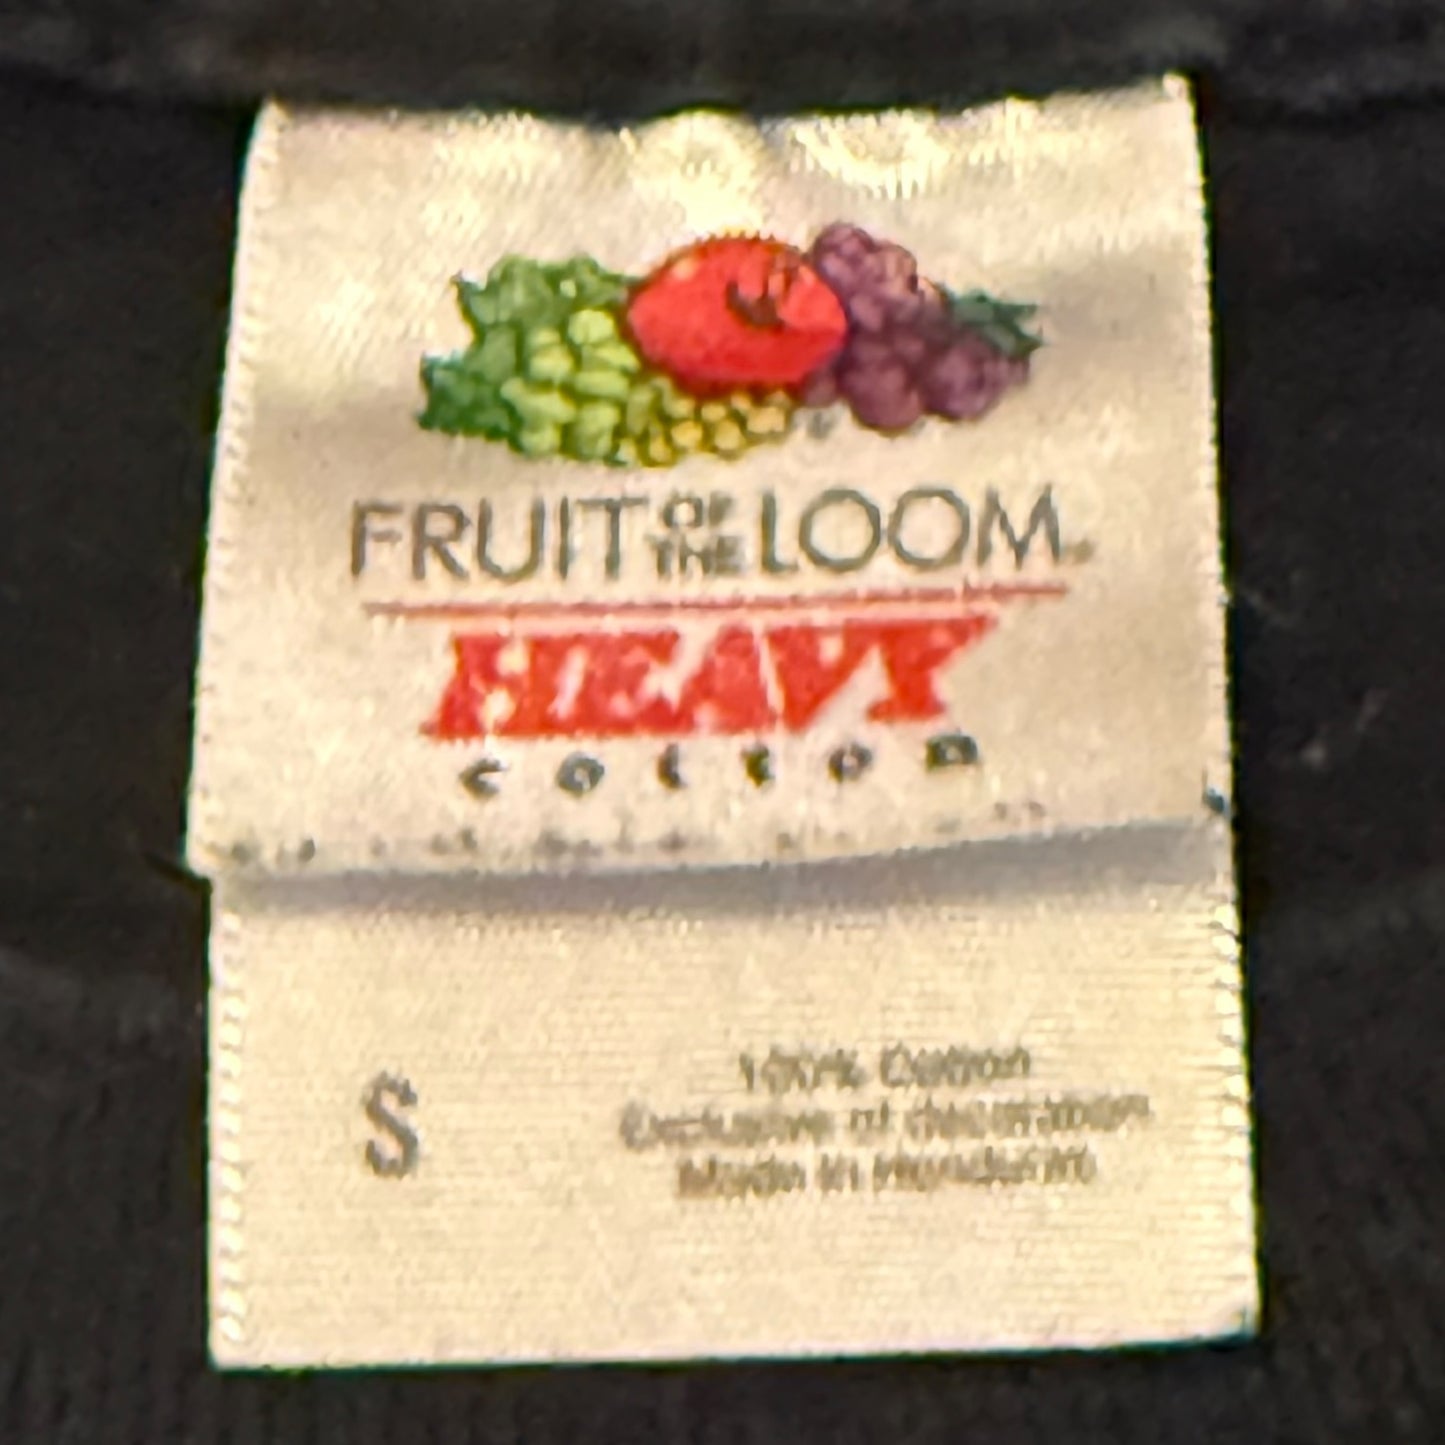 FRUIT OF THE LOOM
HEAVY
cotton
S
100% Cotton
Exclusive of decoration
Made in Honduras